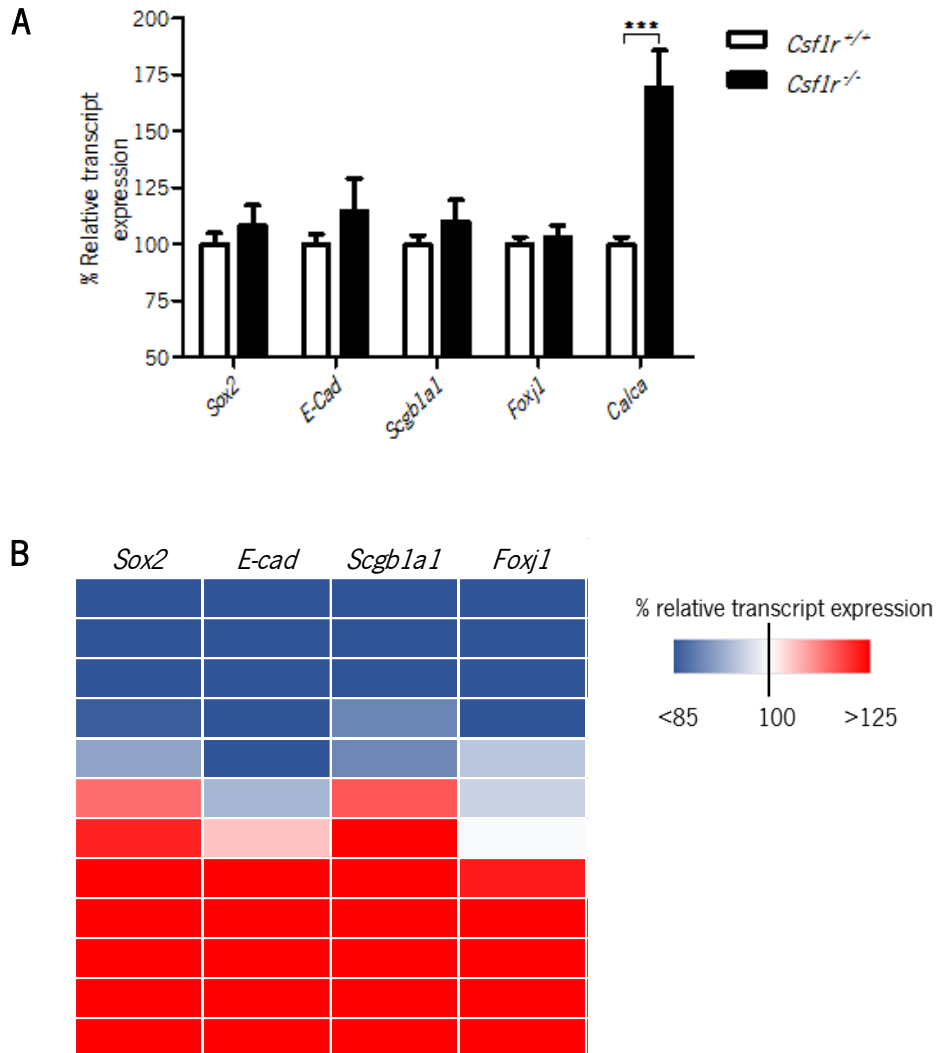 A
% Relative transcript
expression
200
175
150
125
100
75
50
***
Csf1r +/+
Csf1r -/-
Sox2
E-Cad
Scgb1a1
Foxj1
Calca
B
Sox2 E-cad Scgb1a1 Foxj1
% relative transcript expression
<85 100 >125